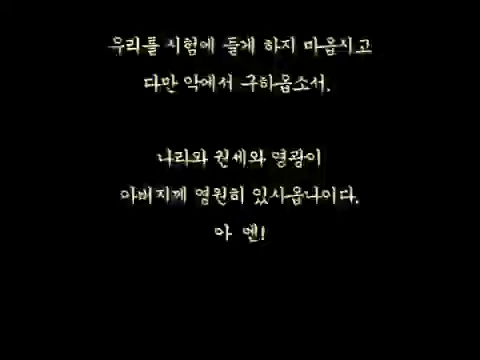 우리를 시험에 들게 하지 마옵시고
다만 악에서 구하옵소서.
나라와 권세와 영광이
아버지께 영원히 있사옵나이다.
아 멘!